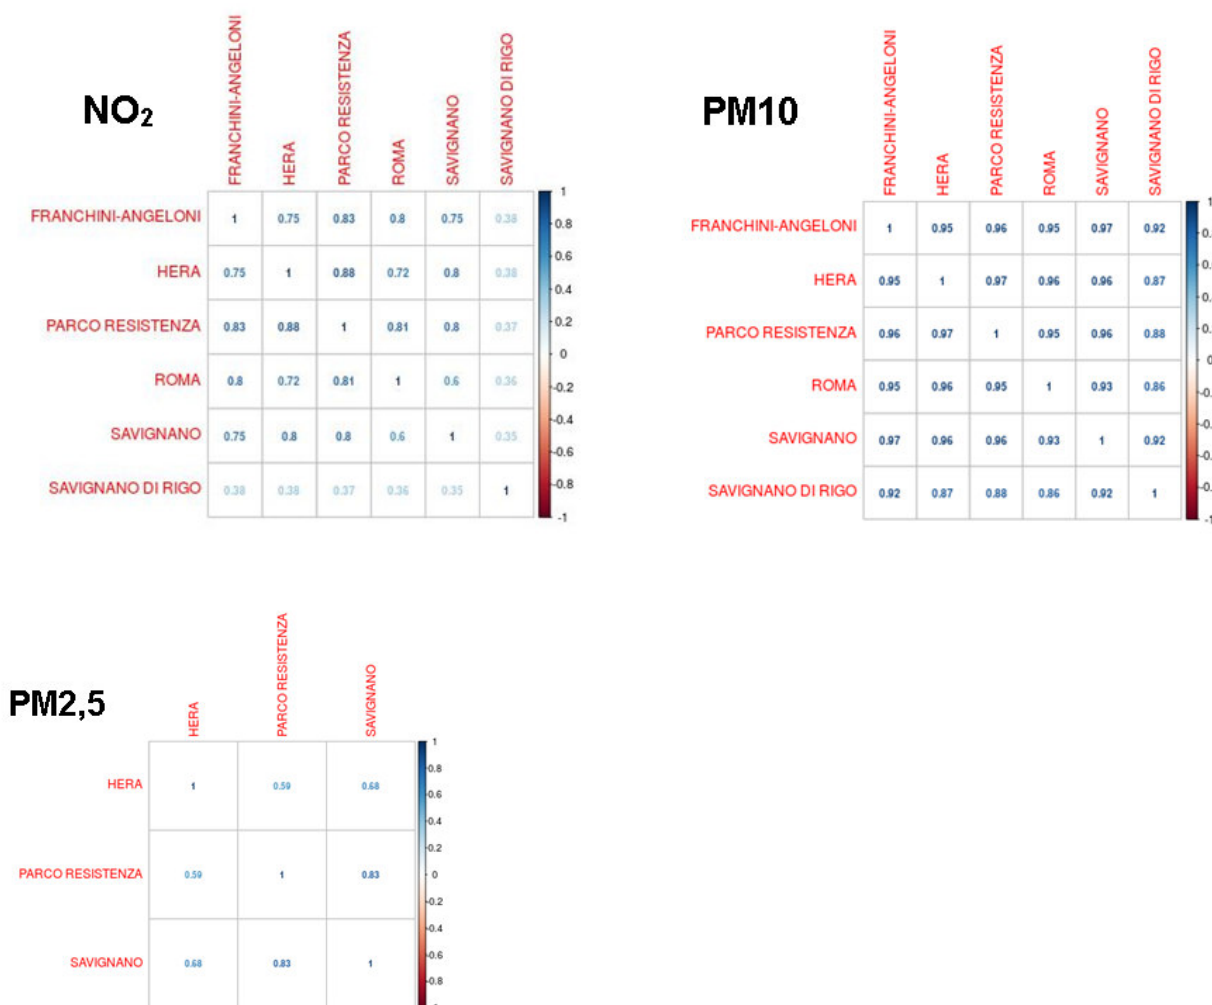 NO₂
FRANCHINI-ANGELONI
HERA
PARCO RESISTENZA
ROMA
SAVIGNANO
SAVIGNANO DI RIGO
FRANCHINI-ANGELONI 1 0.75 0.83 0.8 0.75 0.38
HERA 0.75 1 0.88 0.72 0.8 0.38
PARCO RESISTENZA 0.83 0.88 1 0.81 0.8 0.37
ROMA 0.8 0.72 0.81 1 0.6 0.36
SAVIGNANO 0.75 0.8 0.8 0.6 1 0.35
SAVIGNANO DI RIGO 0.38 0.38 0.37 0.36 0.35 1
1
0.8
0.6
0.4
0.2
0
-0.2
-0.4
-0.6
-0.8
-1
PM10
FRANCHINI-ANGELONI
HERA
PARCO RESISTENZA
ROMA
SAVIGNANO
SAVIGNANO DI RIGO
FRANCHINI-ANGELONI 1 0.95 0.96 0.95 0.97 0.92
HERA 0.95 1 0.97 0.96 0.96 0.87
PARCO RESISTENZA 0.96 0.97 1 0.95 0.96 0.88
ROMA 0.95 0.96 0.95 1 0.93 0.86
SAVIGNANO 0.97 0.96 0.96 0.93 1 0.92
SAVIGNANO DI RIGO 0.92 0.87 0.88 0.86 0.92 1
1
0
PM2,5
HERA
PARCO RESISTENZA
SAVIGNANO
HERA 1 0.59 0.68
PARCO RESISTENZA 0.59 1 0.83
SAVIGNANO 0.68 0.83 1
1
0.8
0.6
0.4
0.2
0
-0.2
-0.4
-0.6
-0.8